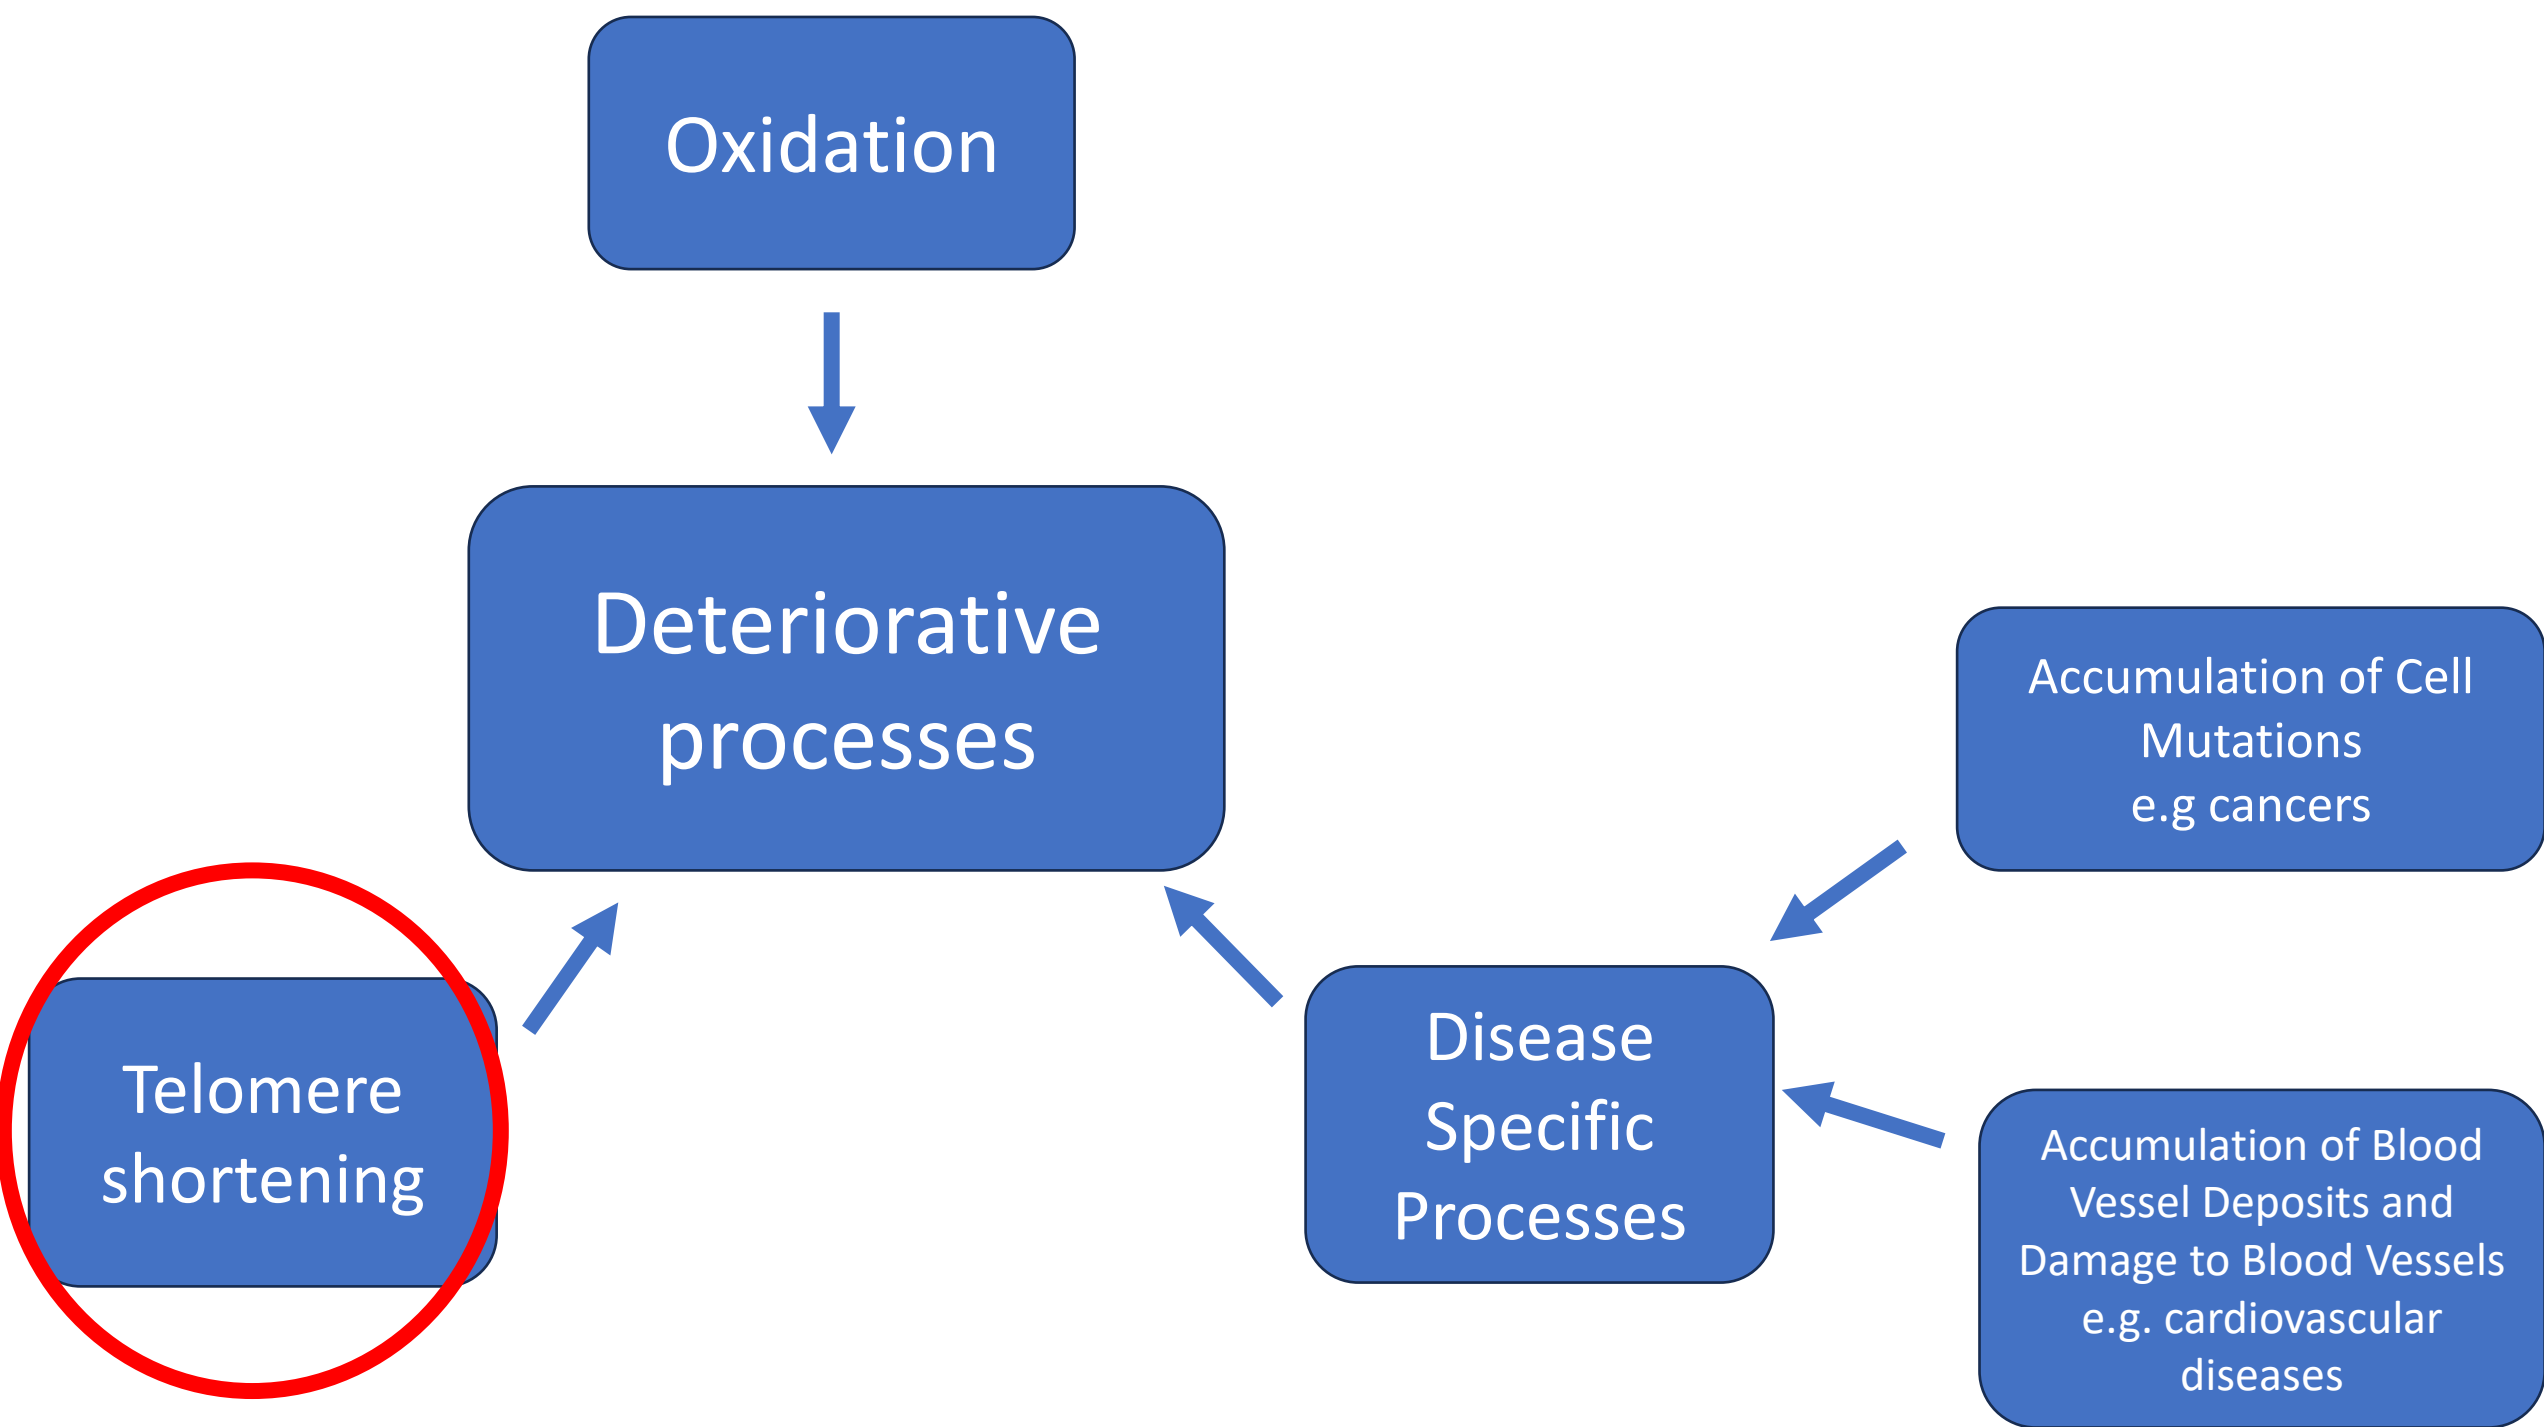 Oxidation
Deteriorative
processes
Accumulation of Cell
Mutations
e.g cancers
Telomere
shortening
Disease
Specific
Processes
Accumulation of Blood
Vessel Deposits and
Damage to Blood Vessels
e.g. cardiovascular
diseases